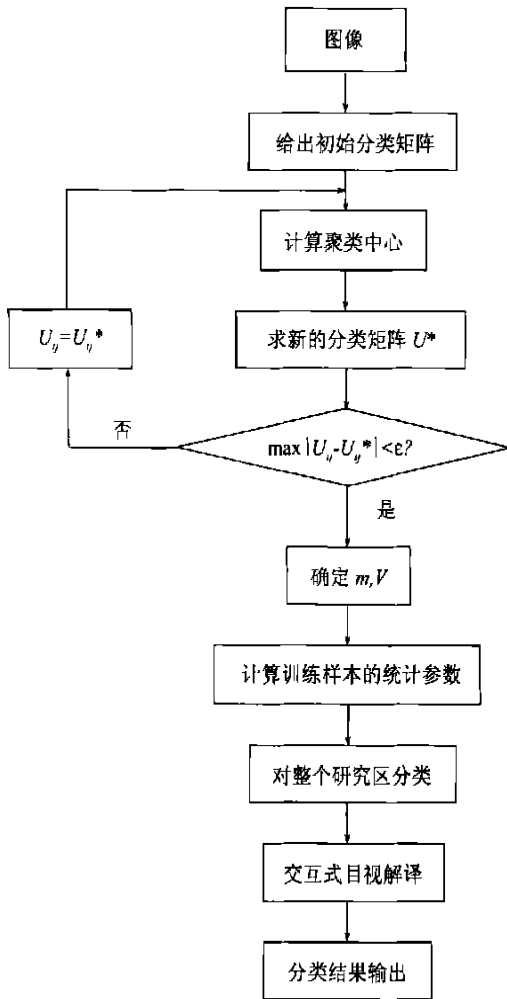 图像
给出初始分类矩阵
计算聚类中心
U_ij=U_ij*
求新的分类矩阵 U*
否
max|U_ij-U_ij*|<ε?
是
确定 m,V
计算训练样本的统计参数
对整个研究区分类
交互式目视解译
分类结果输出